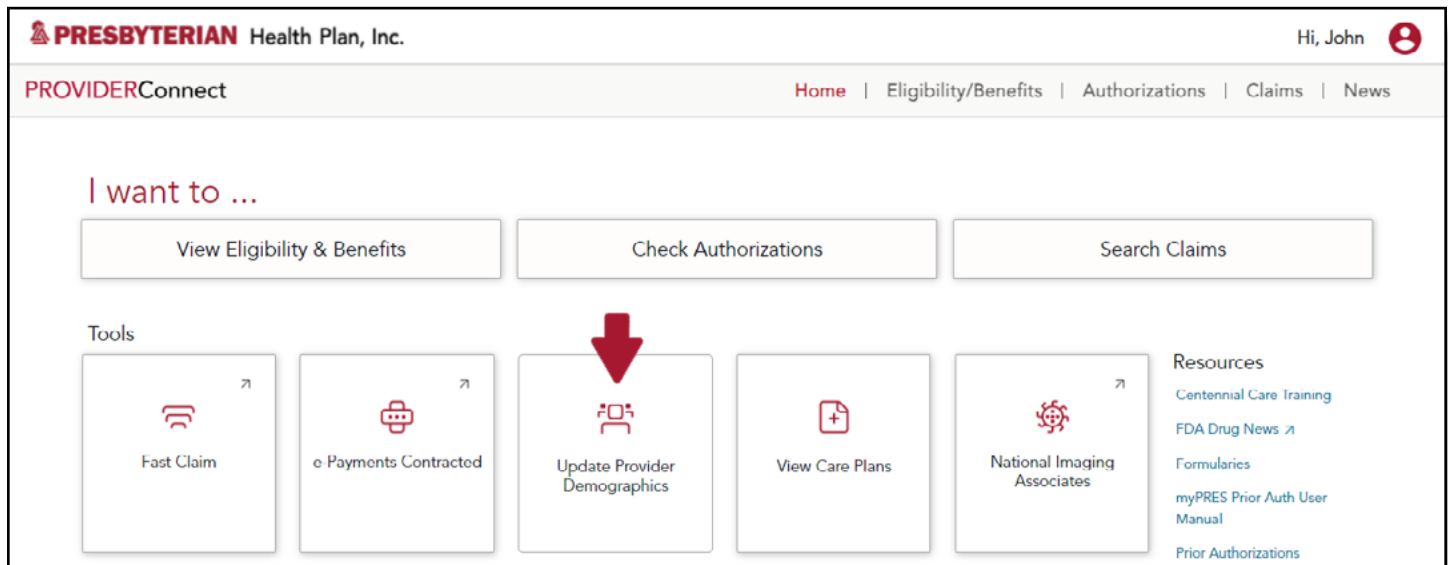 PRESBYTERIAN Health Plan, Inc.
Hi, John
PROVIDERConnect
Home | Eligibility/Benefits | Authorizations | Claims | News
I want to ...
View Eligibility & Benefits
Check Authorizations
Search Claims
Tools
Fast Claim
e-Payments Contracted
Update Provider
Demographics
View Care Plans
National Imaging
Associates
Resources
Centennial Care Training
FDA Drug News
Formularies
myPRES Prior Auth User
Manual
Prior Authorizations